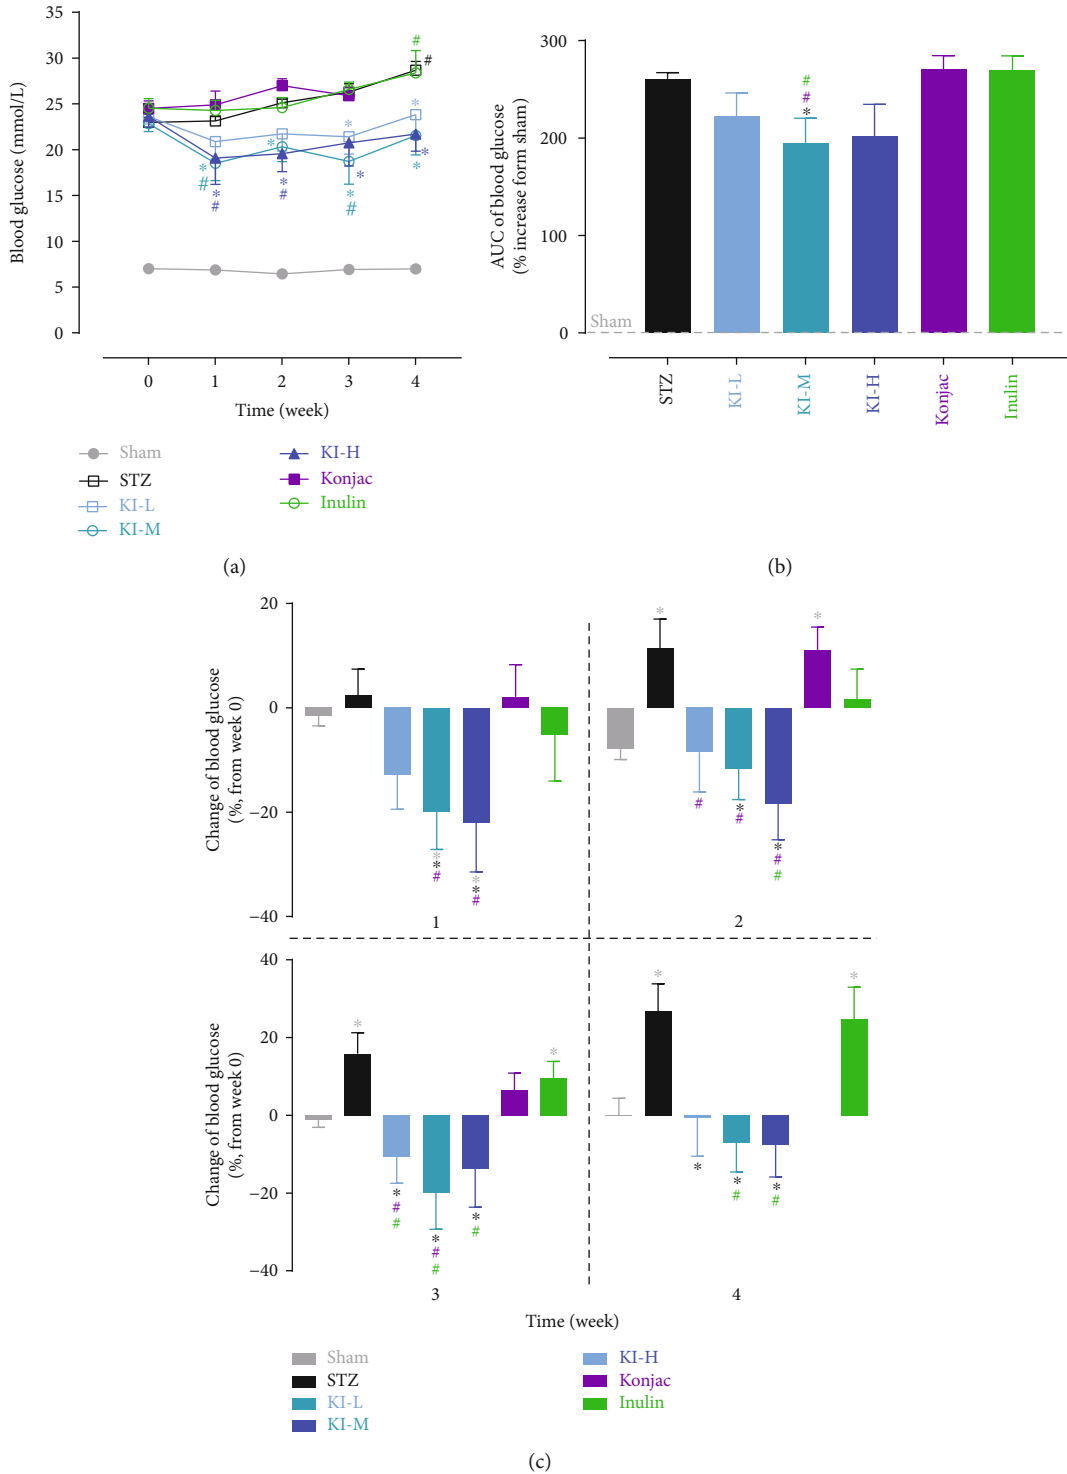 35
30
25
20
15
10
5
0
Blood glucose (mmol/L)
#
#
*
*
*
*
*
#
*
#
*
#
*
*
#
*
*
0 1 2 3 4
Time (week)
Sham
STZ
KI-L
KI-M
KI-H
Konjac
Inulin
(a)
300
200
100
0
AUC of blood glucose
(% increase form sham)
#
#
*
Sham
STZ
KI-L
KI-M
KI-H
Konjac
Inulin
(b)
20
0
−20
−40
Change of blood glucose
(%, from week 0)
*
*
#
*
*
#
1
*
*
#
*
#
*
#
#
2
40
20
0
−20
−40
Change of blood glucose
(%, from week 0)
*
*
*
#
#
*
#
#
*
#
3
*
*
*
*
#
*
#
4
Time (week)
Sham
STZ
KI-L
KI-M
KI-H
Konjac
Inulin
(c)